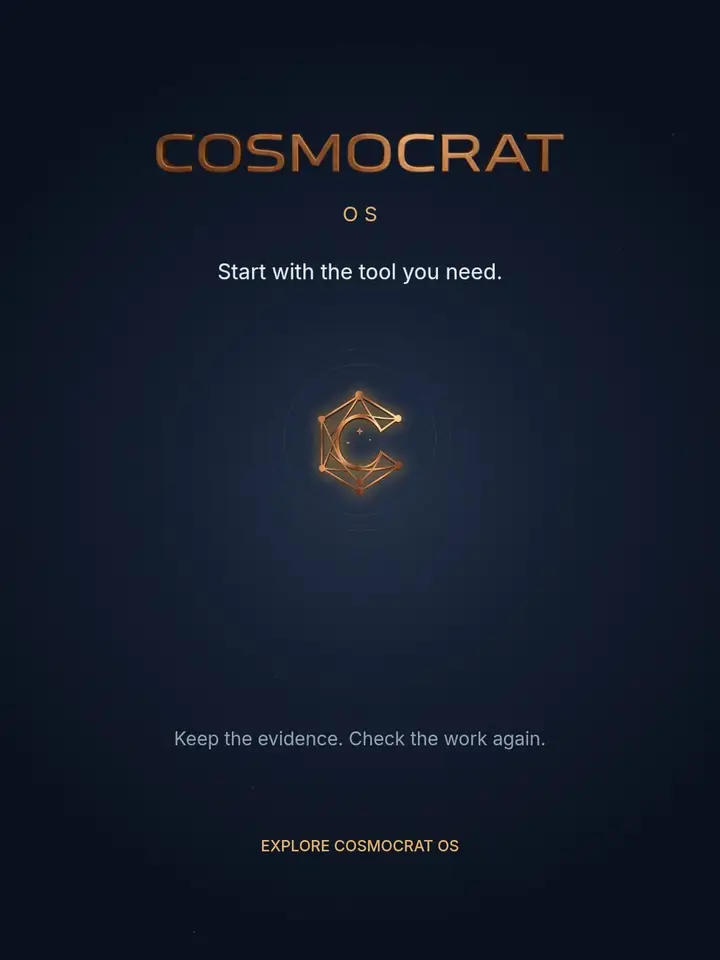 COSMOCRAT
OS
Start with the tool you need.
C
Keep the evidence. Check the work again.
EXPLORE COSMOCRAT OS